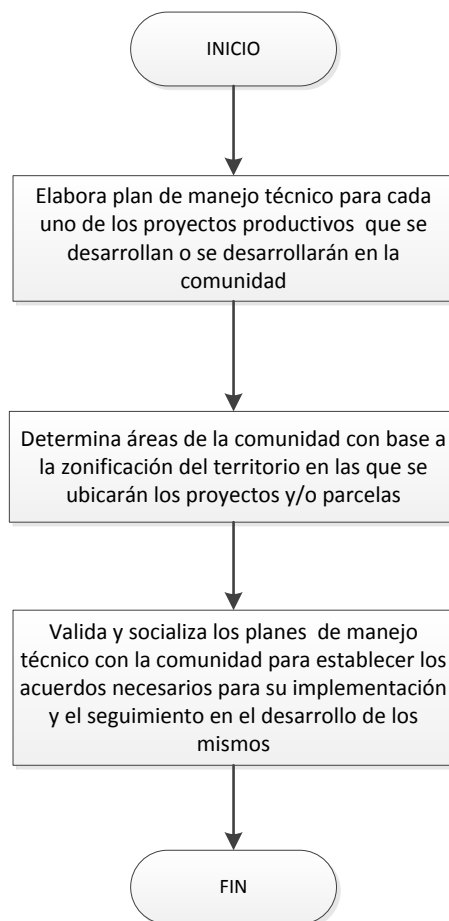 INICIO
Elabora plan de manejo técnico para cada
uno de los proyectos productivos que se
desarrollan o se desarrollarán en la
comunidad
Determina áreas de la comunidad con base a
la zonificación del territorio en las que se
ubicarán los proyectos y/o parcelas
Valida y socializa los planes de manejo
técnico con la comunidad para establecer los
acuerdos necesarios para su implementación
y el seguimiento en el desarrollo de los
mismos
FIN